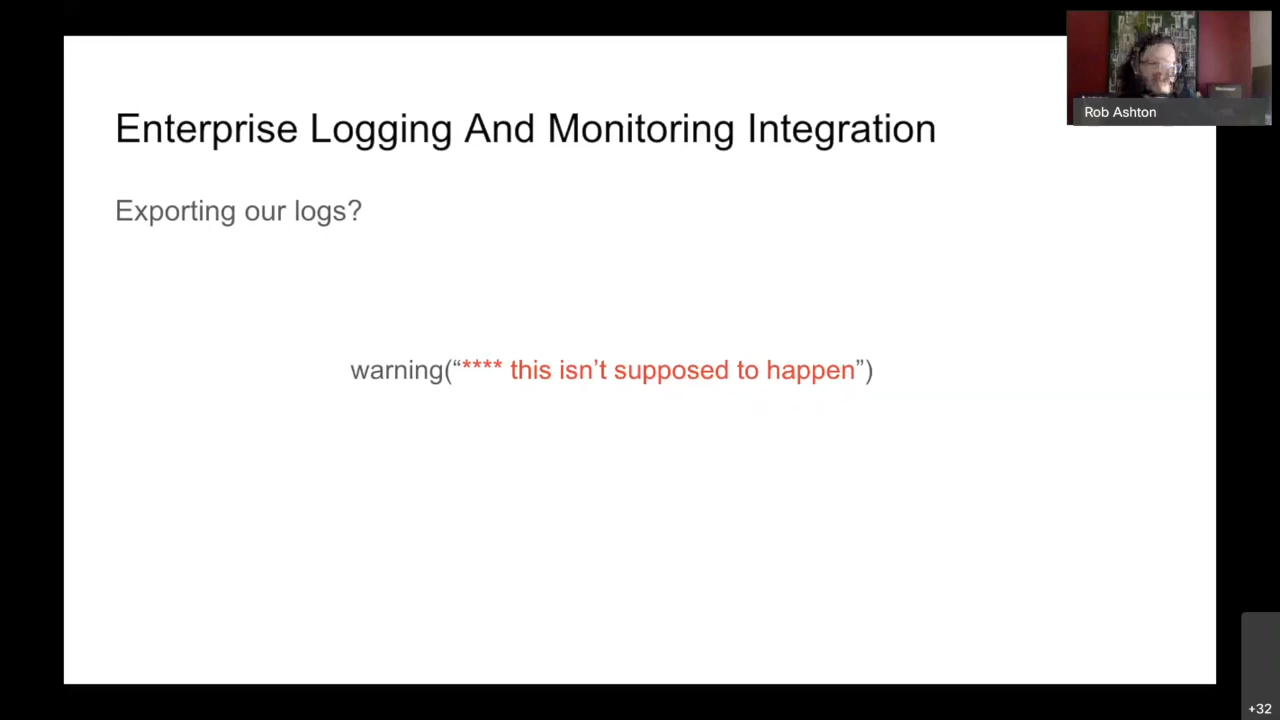 Enterprise Logging And Monitoring Integration
Exporting our logs?
warning(“**** this isn’t supposed to happen”)
Rob Ashton
+32